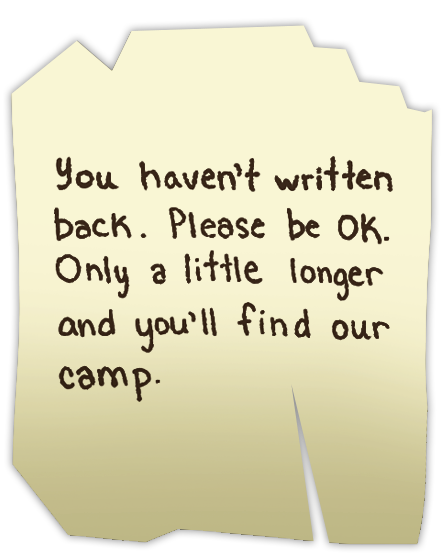 You haven't written
back. Please be OK.
Only a little longer
and you'll find our
camp.